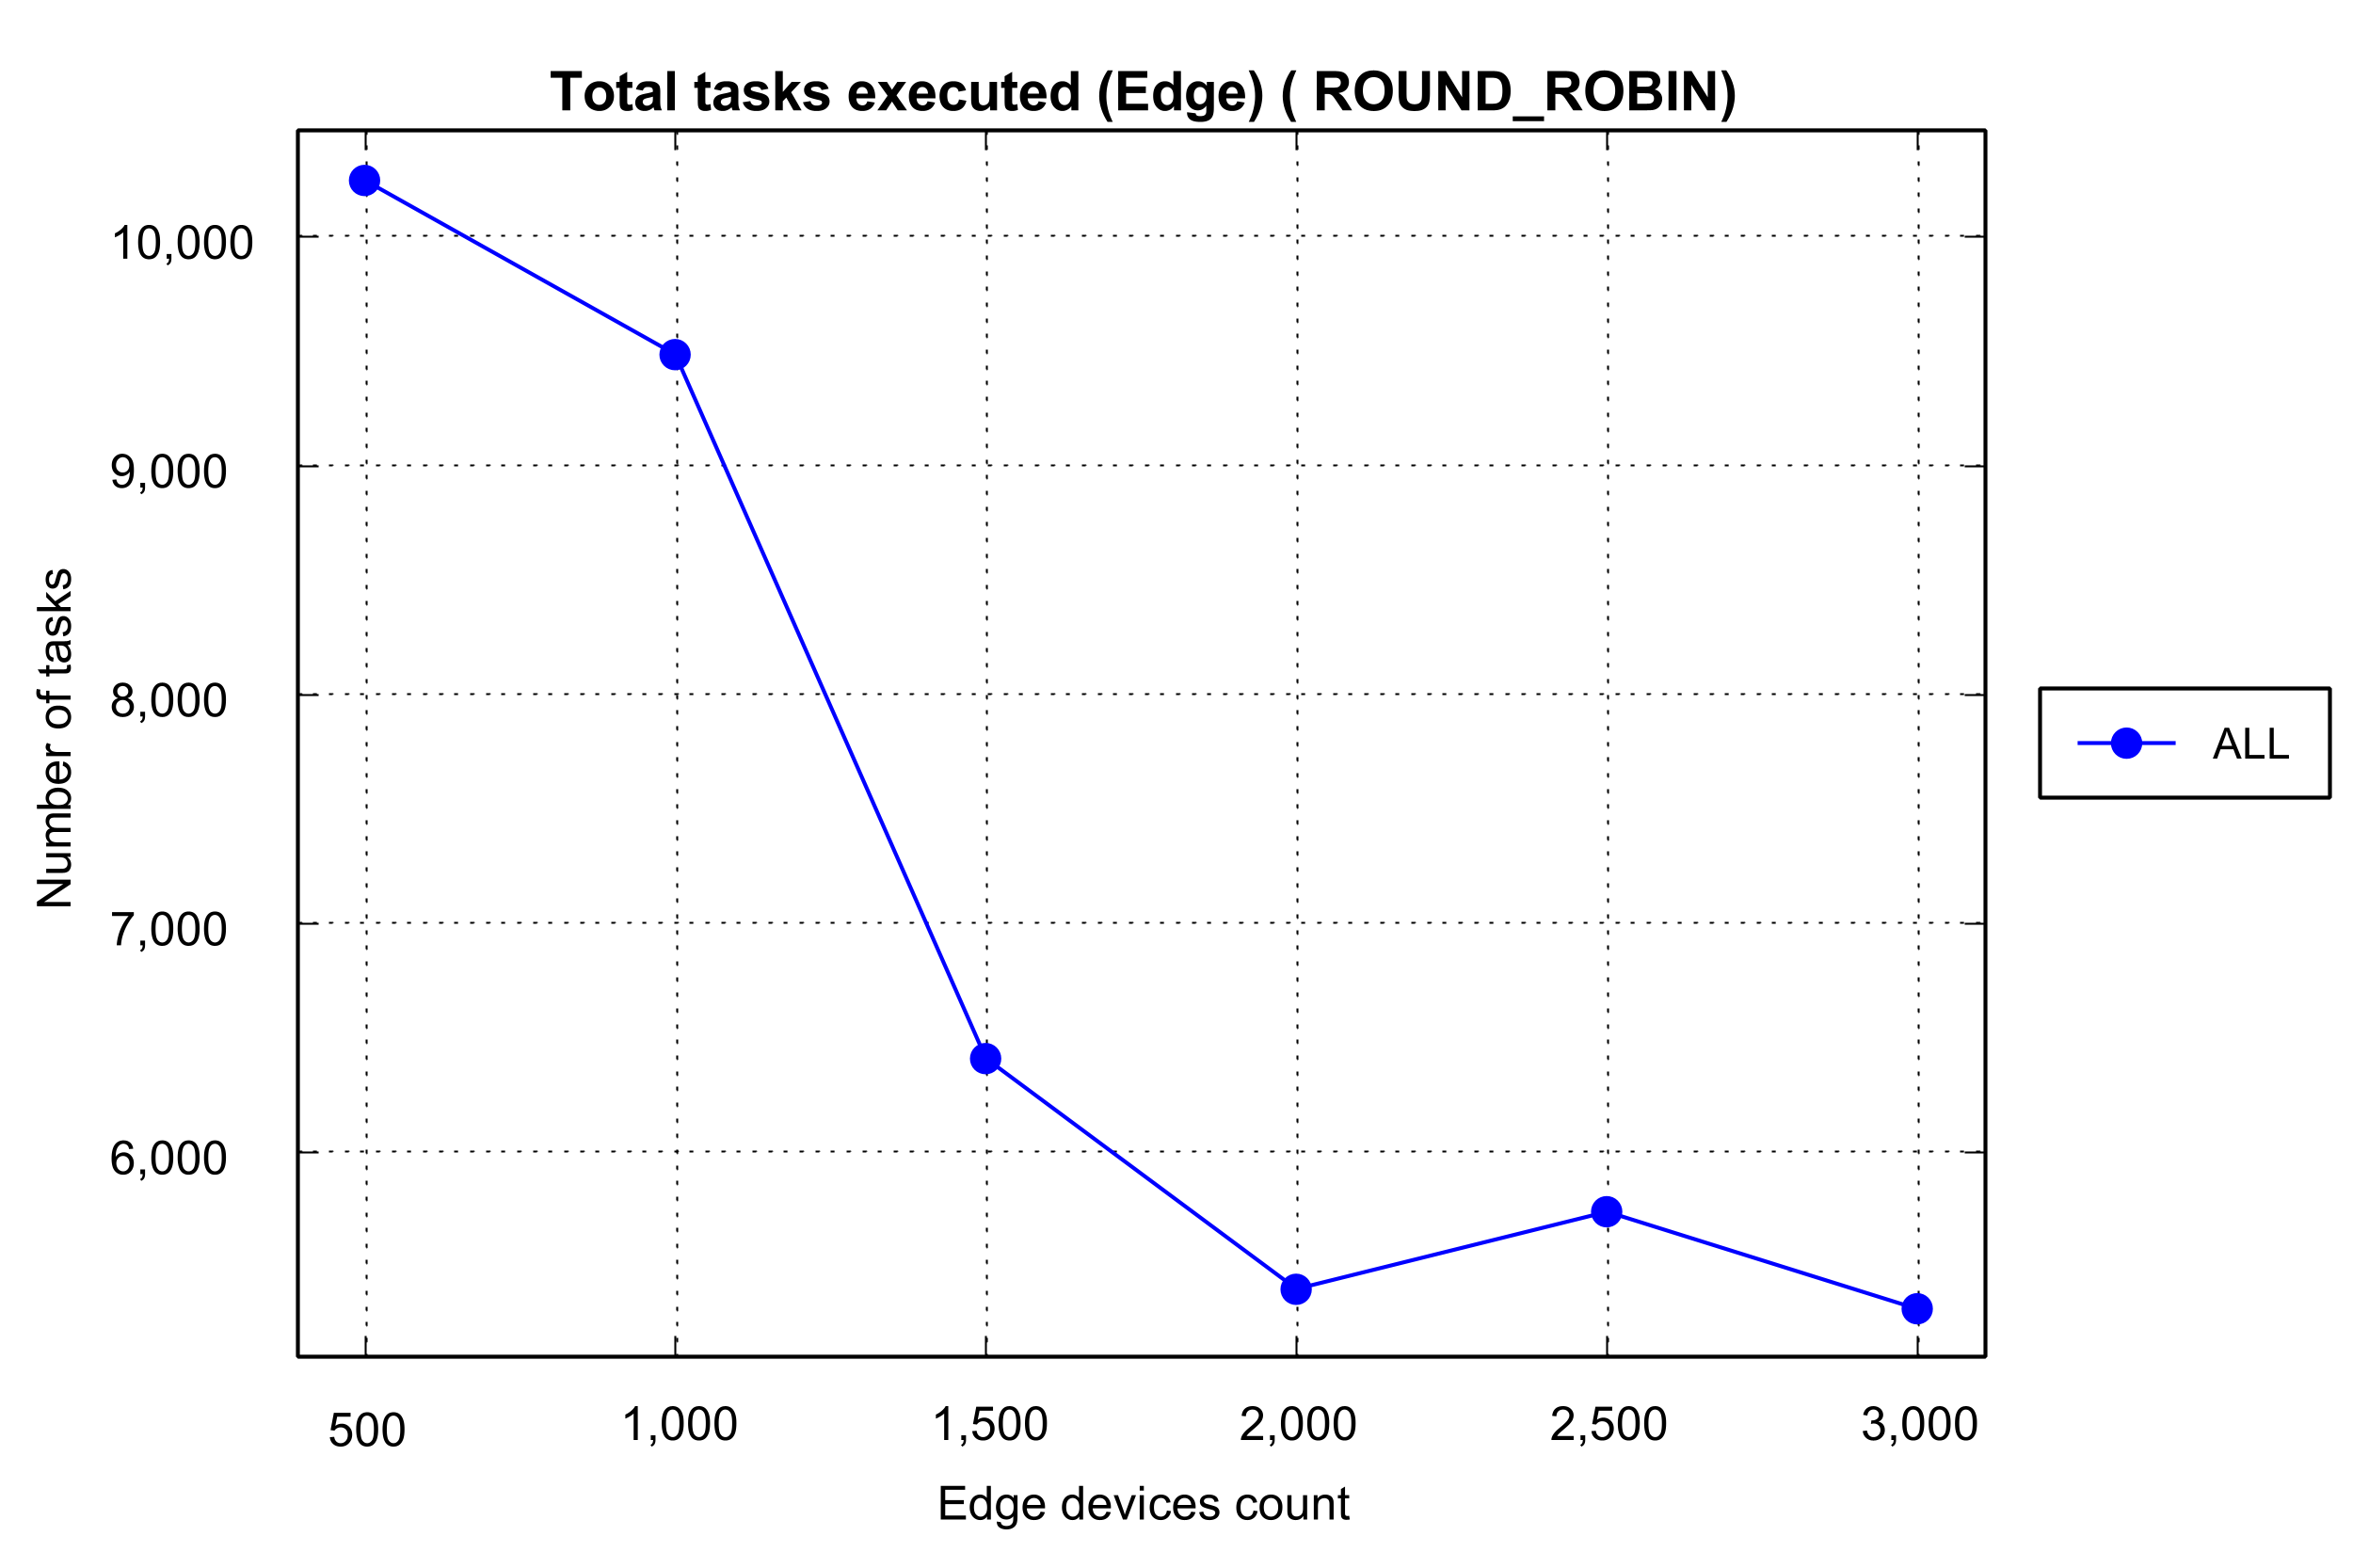 Total tasks executed (Edge) ( ROUND_ROBIN)
Number of tasks
10,000
9,000
8,000
7,000
6,000
500 1,000 1,500 2,000 2,500 3,000
Edge devices count
ALL